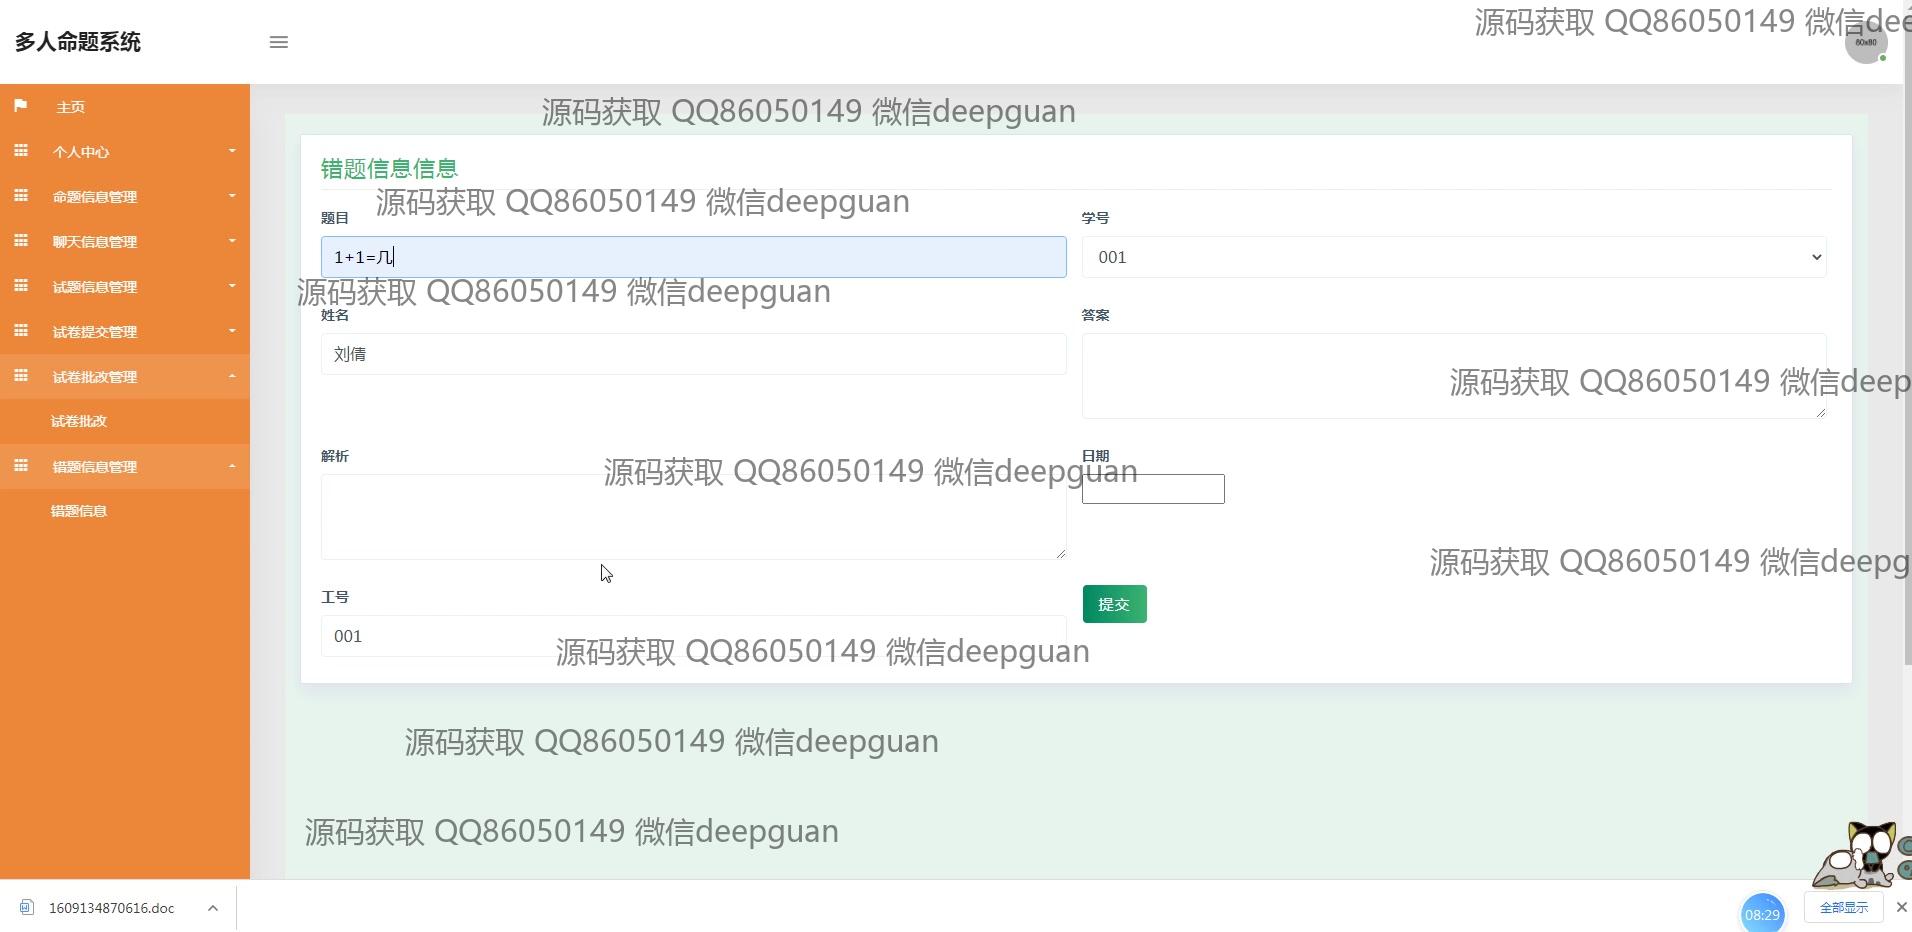 多人命题系统
源码获取 QQ86050149 微信dee
60x60
主页
个人中心
命题信息管理
聊天信息管理
试题信息管理
试卷提交管理
试卷批改管理
试卷批改
错题信息管理
错题信息
源码获取 QQ86050149 微信deepguan
错题信息信息
源码获取 QQ86050149 微信deepguan
题目
学号
1+1=几
001
源码获取 QQ86050149 微信deepguan
姓名
答案
刘倩
源码获取 QQ86050149 微信deep
解析
日期
源码获取 QQ86050149 微信deepguan
源码获取 QQ86050149 微信deepg
工号
提交
001
源码获取 QQ86050149 微信deepguan
源码获取 QQ86050149 微信deepguan
源码获取 QQ86050149 微信deepguan
1609134870616.doc
08:29
全部显示